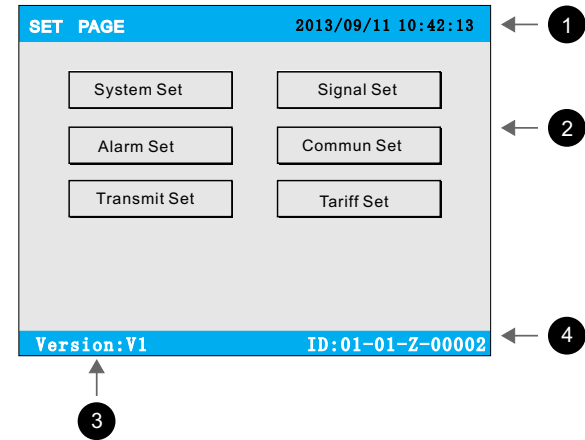 SET PAGE 2013/09/11 10:42:13
1
System Set Signal Set
2
Alarm Set Commun Set
Transmit Set Tariff Set
Version:V1 ID:01-01-Z-00002
4
3